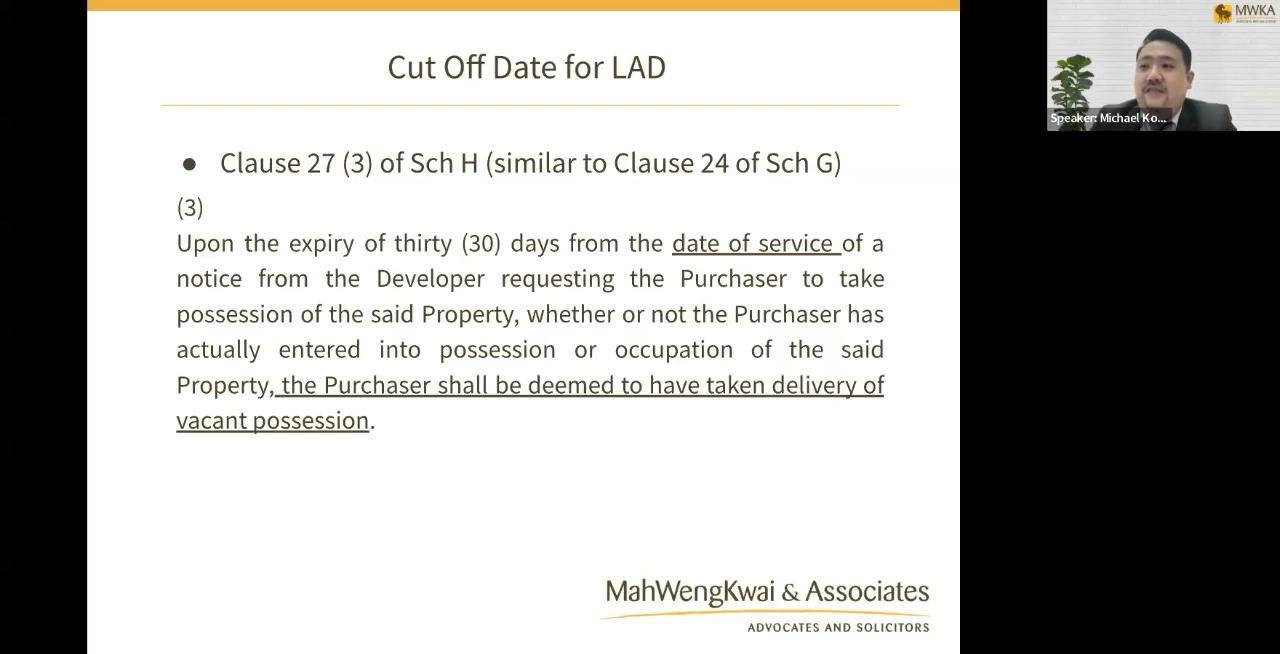 Cut Off Date for LAD
● Clause 27 (3) of Sch H (similar to Clause 24 of Sch G)
(3)
Upon the expiry of thirty (30) days from the date of service of a
notice from the Developer requesting the Purchaser to take
possession of the said Property, whether or not the Purchaser has
actually entered into possession or occupation of the said
Property, the Purchaser shall be deemed to have taken delivery of
vacant possession.
MahWengKwai & Associates
ADVOCATES AND SOLICITORS
MWKA
Speaker: Michael Ko...